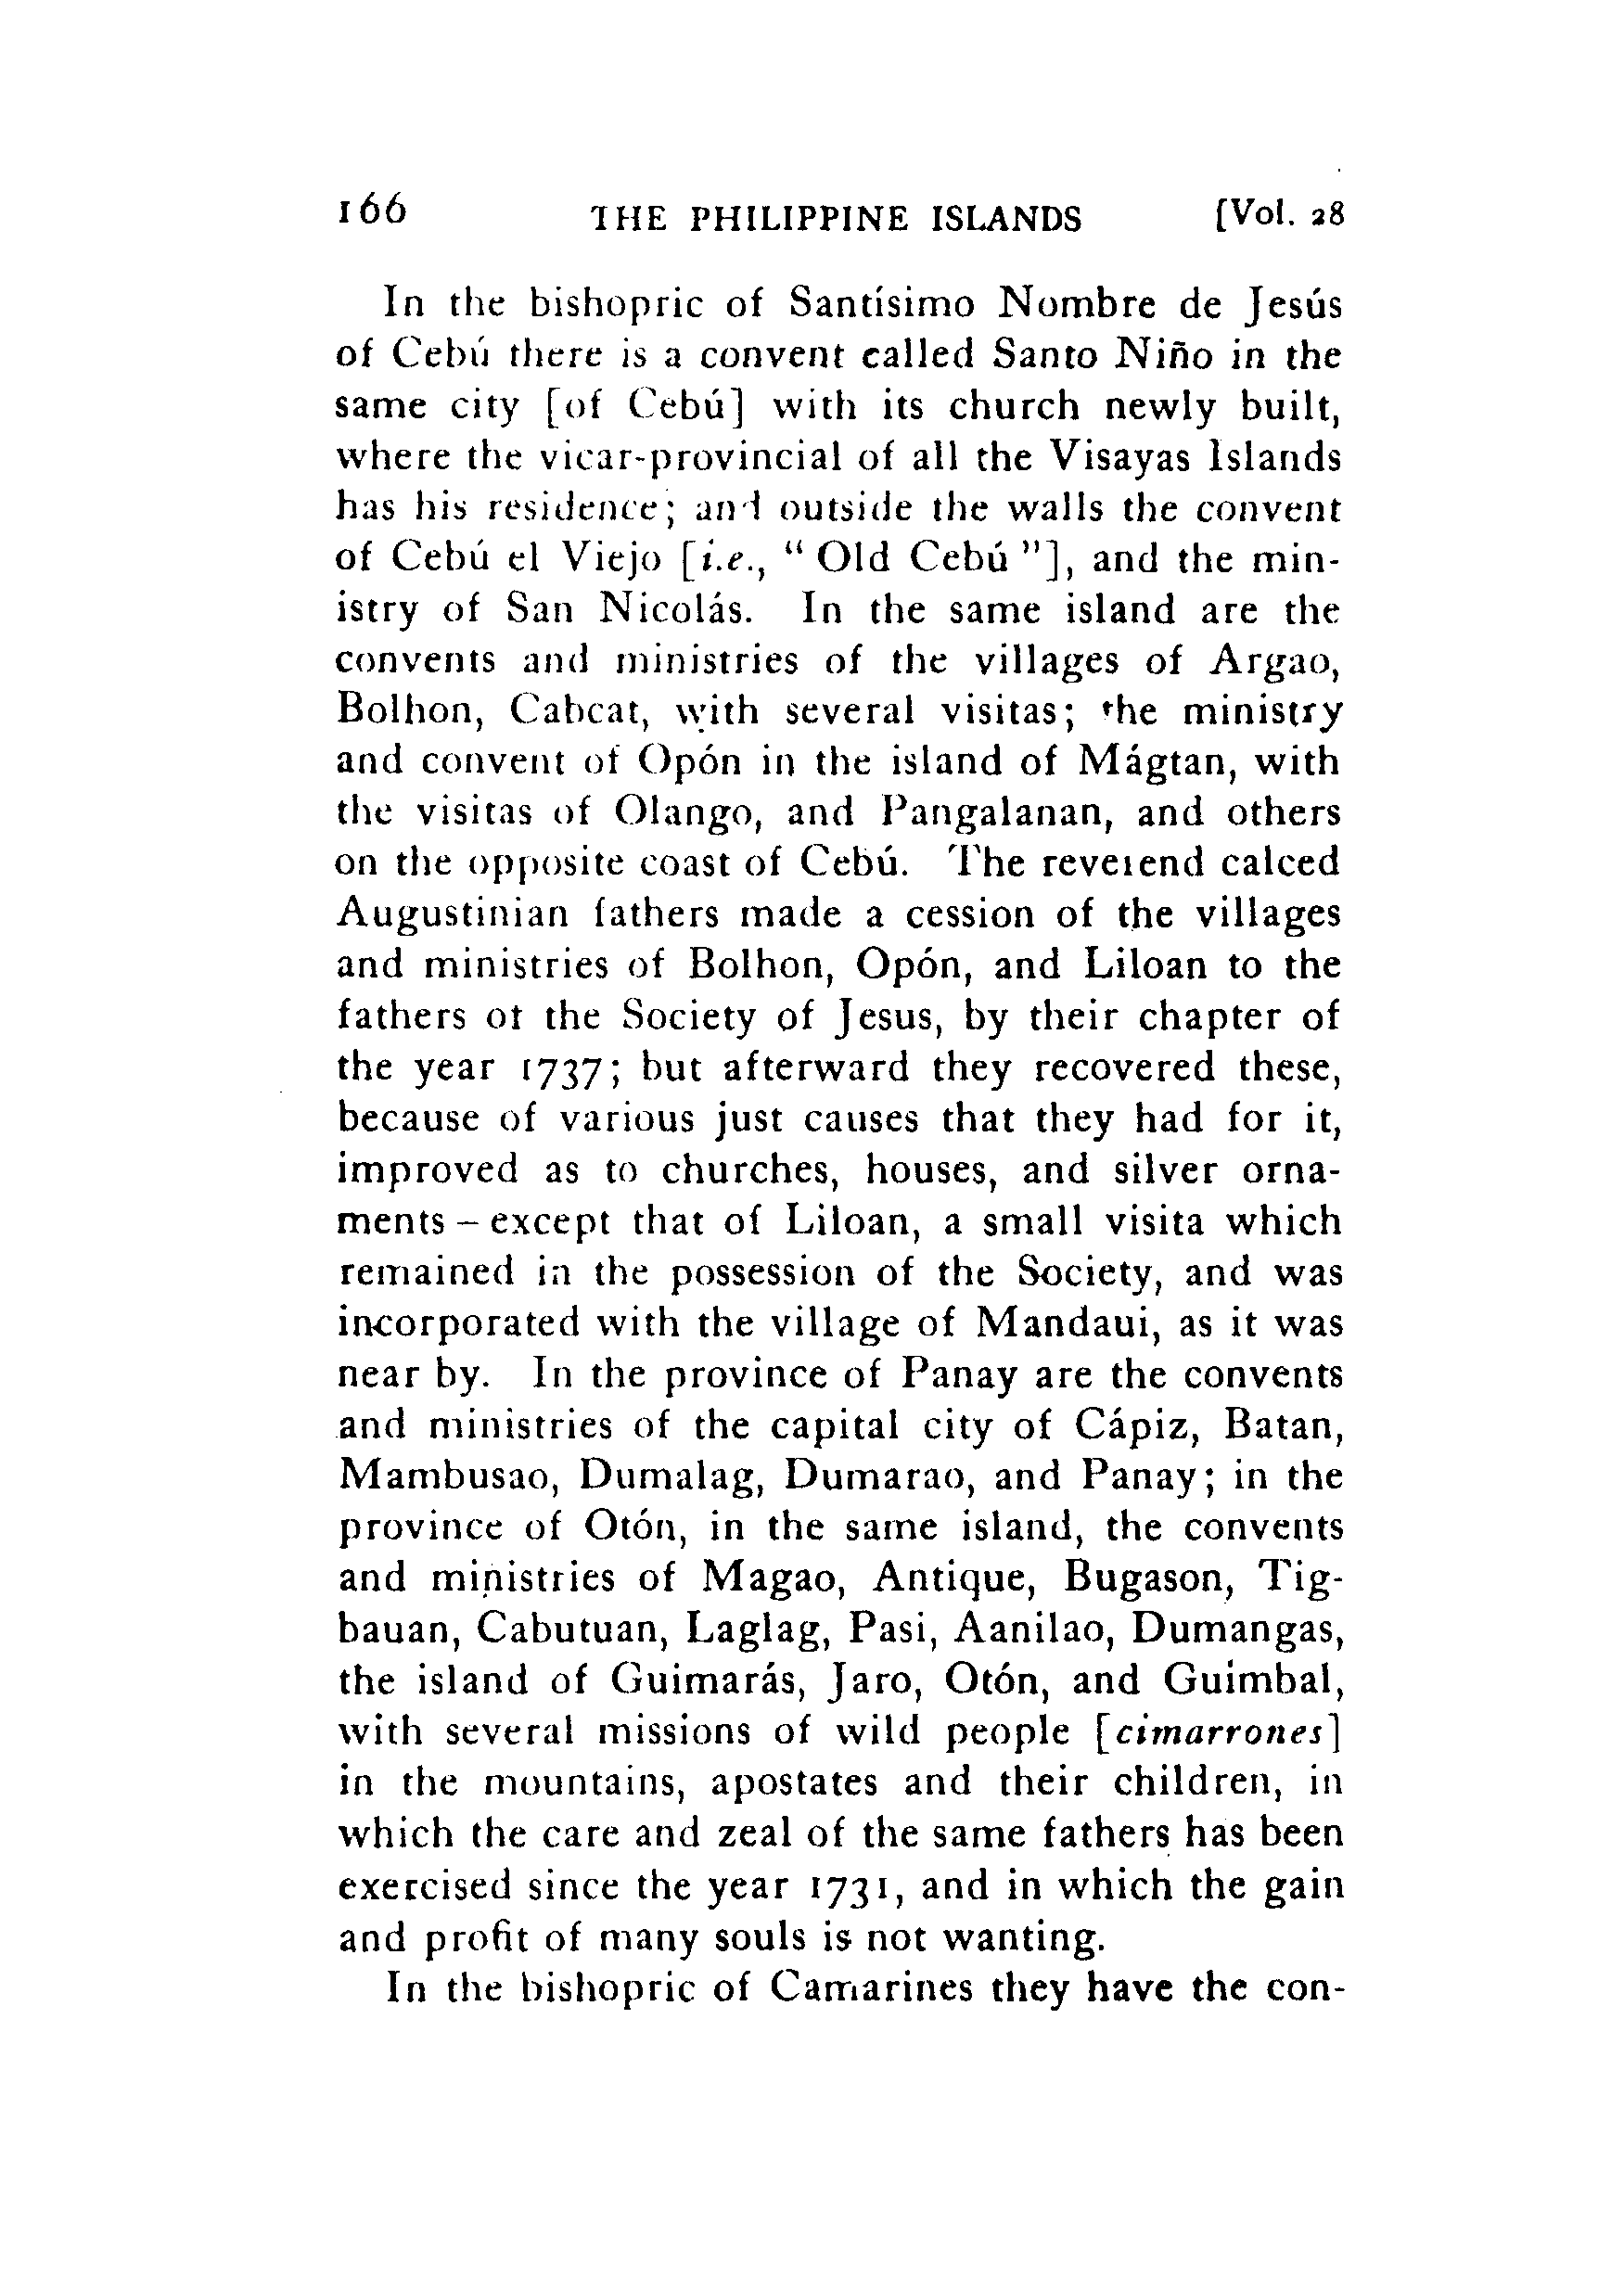 166 THE PHILIPPINE ISLANDS [Vol. 28
In the bishopric of Santísimo Nombre de Jesús
of Cebú there is a convent called Santo Niño in the
same city [of Cebú] with its church newly built,
where the vicar-provincial of all the Visayas Islands
has his residence; and outside the walls the convent
of Cebú el Viejo [i.e., " Old Cebú "], and the min-
istry of San Nicolás. In the same island are the
convents and ministries of the villages of Argao,
Bolhon, Cabcat, with several visitas; the ministry
and convent of Opón in the island of Mágtan, with
the visitas of Olango, and Pangalanan, and others
on the opposite coast of Cebú. The reverend calced
Augustinian fathers made a cession of the villages
and ministries of Bolhon, Opón, and Liloan to the
fathers of the Society of Jesus, by their chapter of
the year 1737; but afterward they recovered these,
because of various just causes that they had for it,
improved as to churches, houses, and silver orna-
ments – except that of Liloan, a small visita which
remained in the possession of the Society, and was
incorporated with the village of Mandaui, as it was
near by. In the province of Panay are the convents
and ministries of the capital city of Cápiz, Batan,
Mambusao, Dumalag, Dumarao, and Panay; in the
province of Otón, in the same island, the convents
and ministries of Magao, Antique, Bugason, Tig-
bauan, Cabutuan, Laglag, Pasi, Aanilao, Dumangas,
the island of Guimarás, Jaro, Otón, and Guimbal,
with several missions of wild people [cimarrones]
in the mountains, apostates and their children, in
which the care and zeal of the same fathers has been
exercised since the year 1731, and in which the gain
and profit of many souls is not wanting.
In the bishopric of Camarines they have the con-